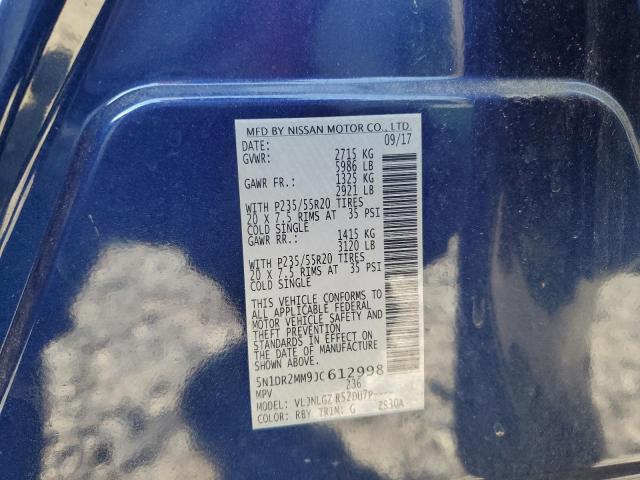 MFD BY NISSAN MOTOR CO., LTD.
DATE: 09/17
GVWR: 2715 KG
5986 LB
GAWR FR.: 1325 KG
2921 LB
WITH P235/55R20 TIRES
20 X 7.5 RIMS AT 35 PSI
COLD SINGLE
GAWR RR.: 1415 KG
3120 LB
WITH P235/55R20 TIRES
20 X 7.5 RIMS AT 35 PSI
COLD SINGLE
THIS VEHICLE CONFORMS TO
ALL APPLICABLE FEDERAL
MOTOR VEHICLE SAFETY AND
THEFT PREVENTION
STANDARDS IN EFFECT ON
THE DATE OF MANUFACTURE
SHOWN ABOVE.
5N1DR2MM9JC612998
MPV 236
MODEL: VLJNLGZ R52DU7P----
COLOR: RBY TRIM: G 2S30A